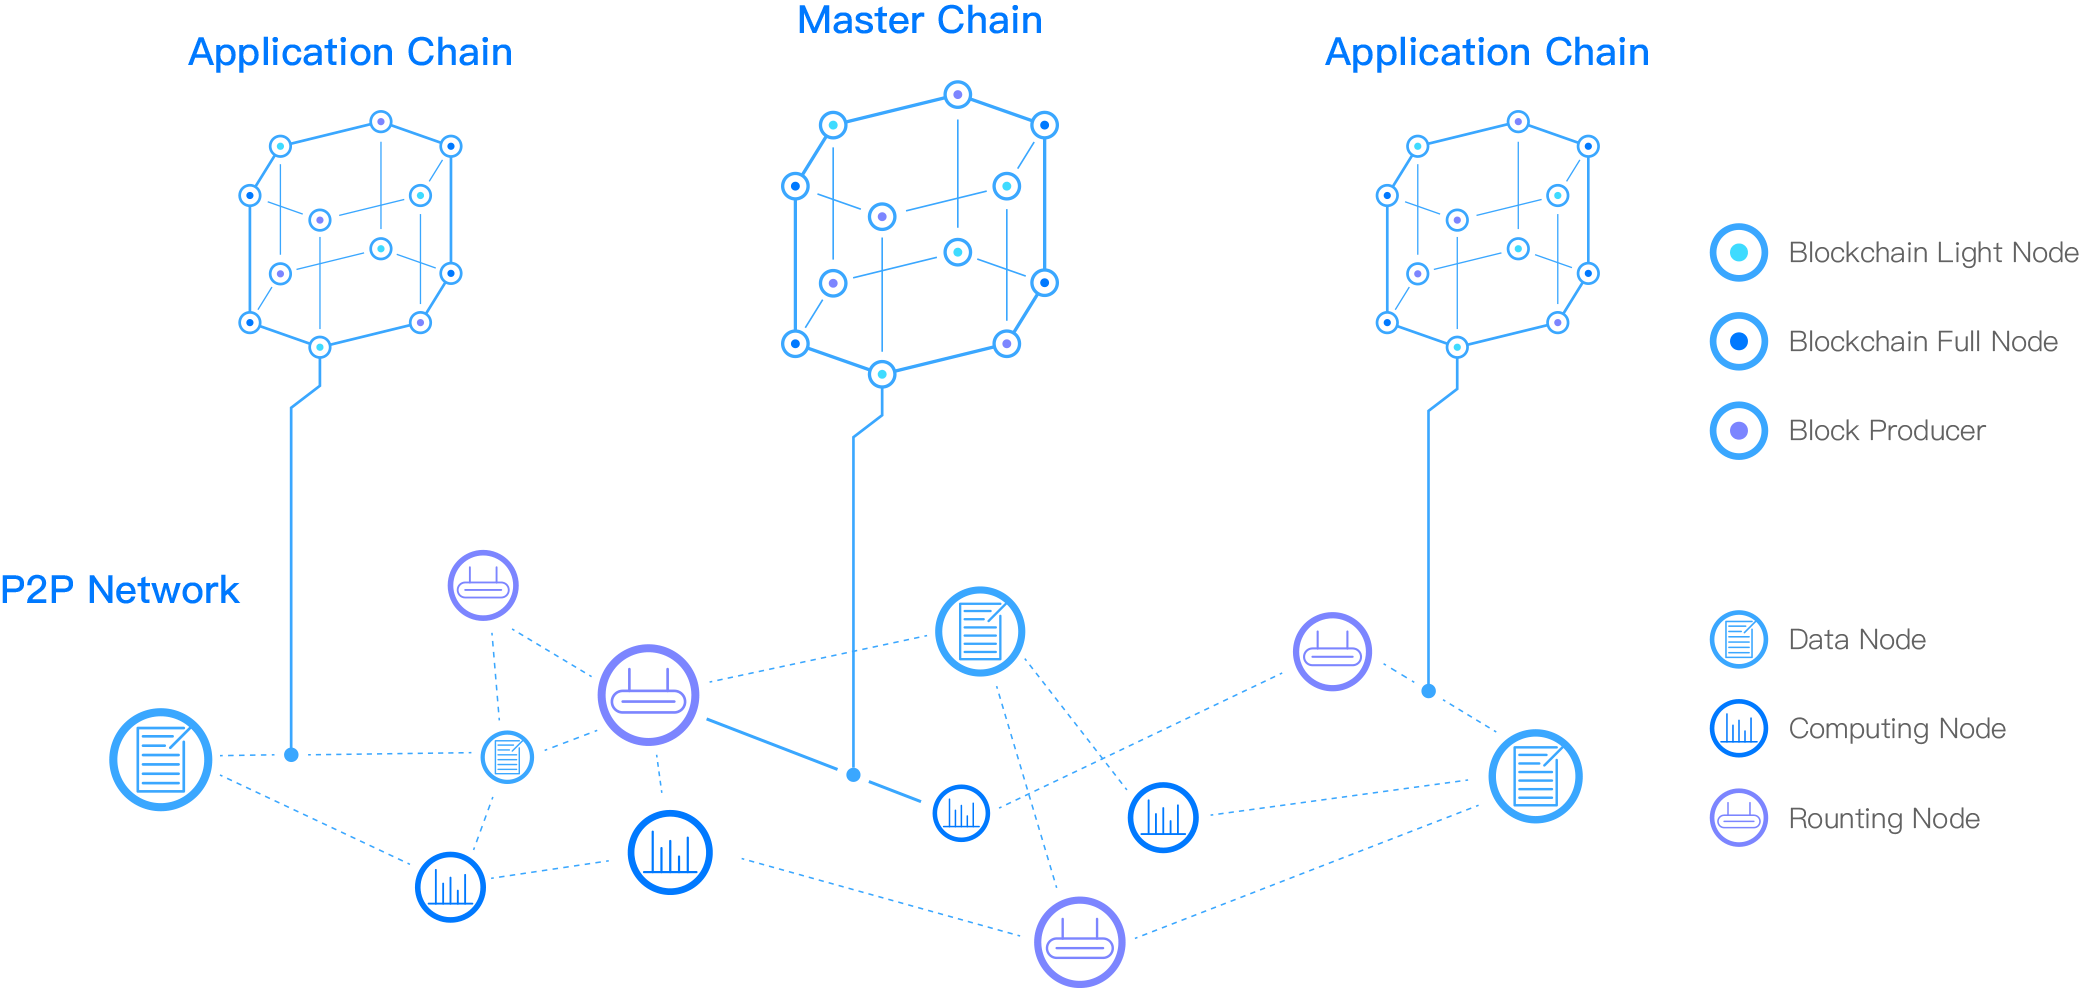 Master Chain
Application Chain
Application Chain
Blockchain Light Node
Blockchain Full Node
Block Producer
P2P Network
Data Node
Computing Node
Rounting Node